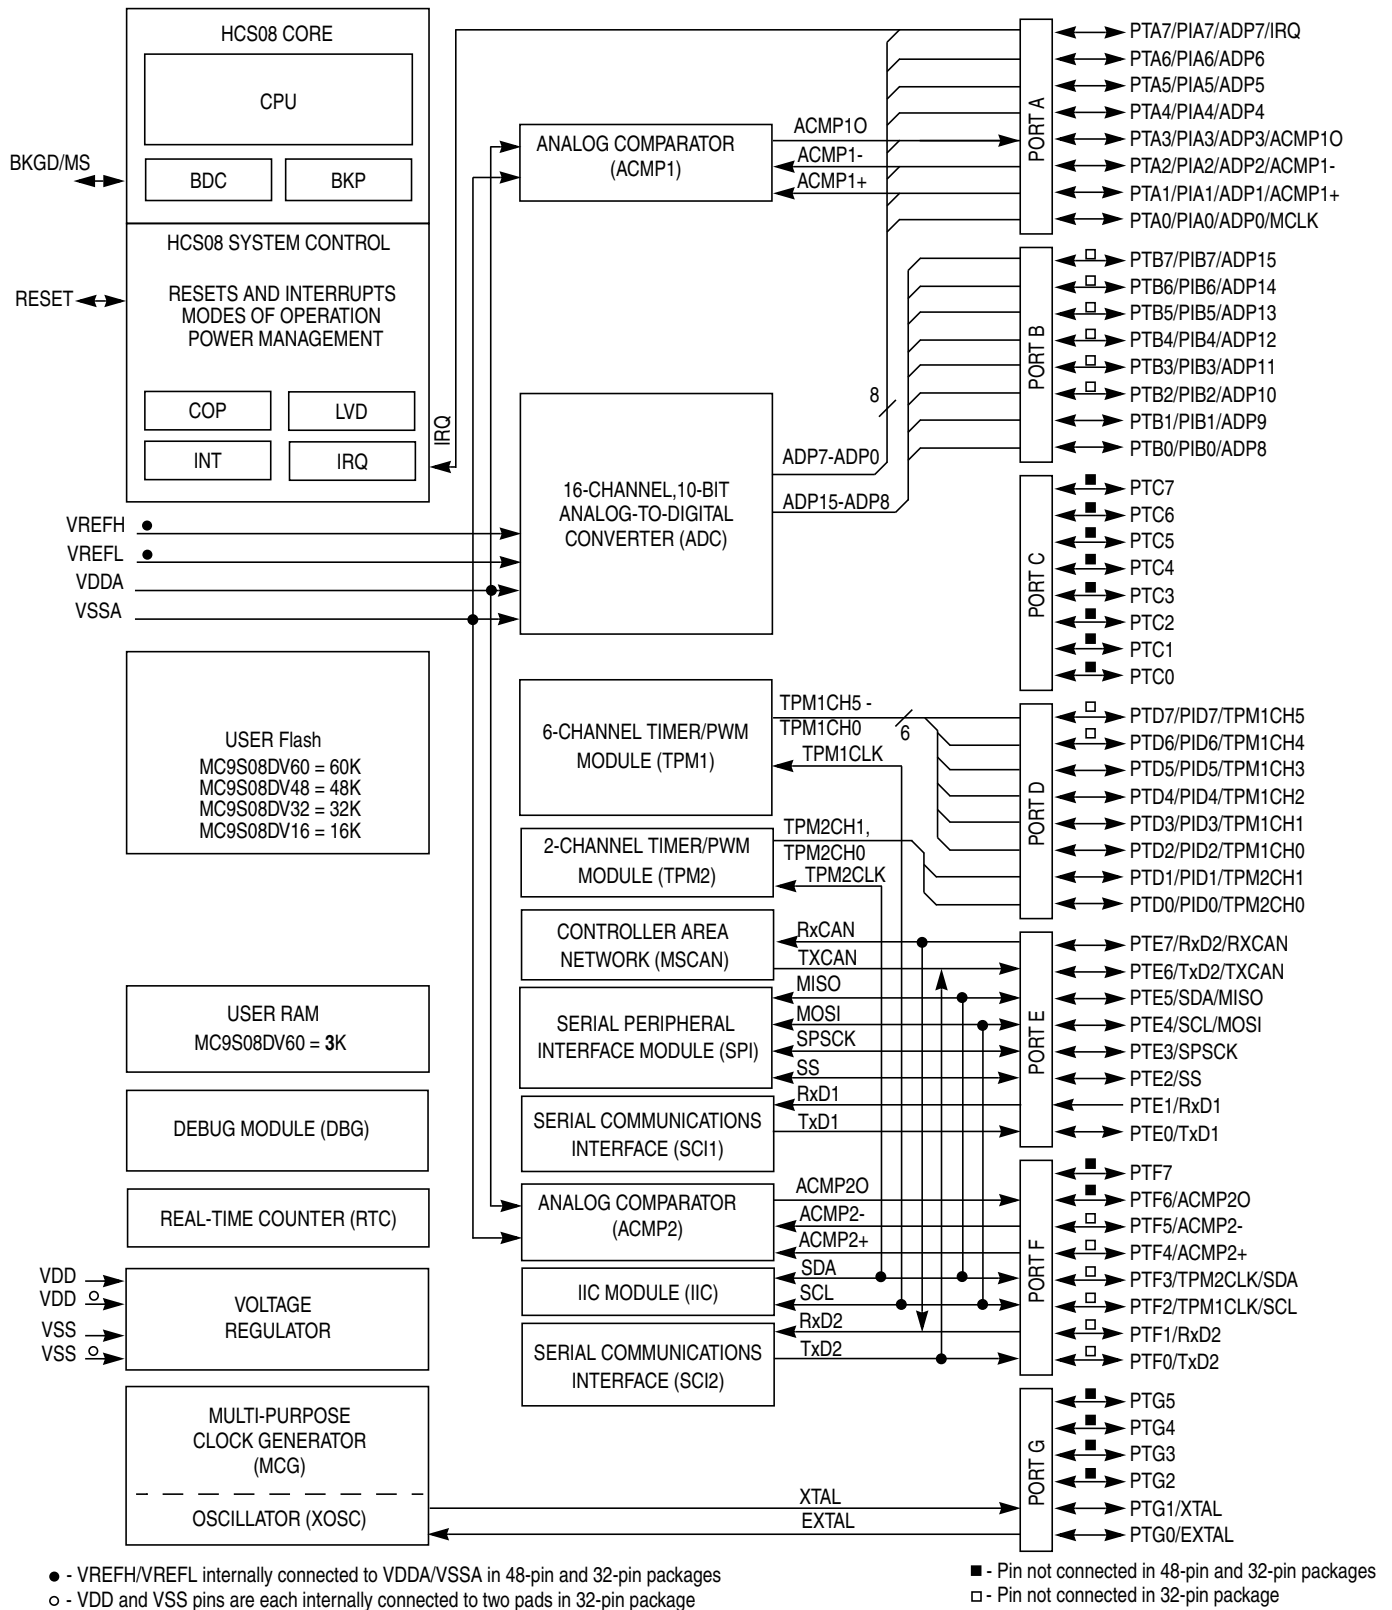 HCS08 CORE
CPU
BDC
BKP
BKGD/MS
HCS08 SYSTEM CONTROL
RESETS AND INTERRUPTS
MODES OF OPERATION
POWER MANAGEMENT
RESET
COP
LVD
INT
IRQ
IRQ
VREFH
VREFL
VDDA
VSSA
USER Flash
MC9S08DV60 = 60K
MC9S08DV48 = 48K
MC9S08DV32 = 32K
MC9S08DV16 = 16K
USER RAM
MC9S08DV60 = 3K
DEBUG MODULE (DBG)
REAL-TIME COUNTER (RTC)
VDD
VDD
VSS
VSS
VOLTAGE
REGULATOR
MULTI-PURPOSE
CLOCK GENERATOR
(MCG)
OSCILLATOR (XOSC)
XTAL
EXTAL
ANALOG COMPARATOR
(ACMP1)
ACMP1O
ACMP1-
ACMP1+
16-CHANNEL,10-BIT
ANALOG-TO-DIGITAL
CONVERTER (ADC)
8
ADP7-ADP0
ADP15-ADP8
6-CHANNEL TIMER/PWM
MODULE (TPM1)
TPM1CH5 -
TPM1CH0
6
TPM1CLK
2-CHANNEL TIMER/PWM
MODULE (TPM2)
TPM2CH1,
TPM2CH0
TPM2CLK
CONTROLLER AREA
NETWORK (MSCAN)
RxCAN
TXCAN
SERIAL PERIPHERAL
INTERFACE MODULE (SPI)
MISO
MOSI
SPSCK
SS
SERIAL COMMUNICATIONS
INTERFACE (SCI1)
RxD1
TxD1
ANALOG COMPARATOR
(ACMP2)
ACMP2O
ACMP2-
ACMP2+
IIC MODULE (IIC)
SDA
SCL
SERIAL COMMUNICATIONS
INTERFACE (SCI2)
RxD2
TxD2
PORT A
PTA7/PIA7/ADP7/IRQ
PTA6/PIA6/ADP6
PTA5/PIA5/ADP5
PTA4/PIA4/ADP4
PTA3/PIA3/ADP3/ACMP1O
PTA2/PIA2/ADP2/ACMP1-
PTA1/PIA1/ADP1/ACMP1+
PTA0/PIA0/ADP0/MCLK
PORT B
PTB7/PIB7/ADP15
PTB6/PIB6/ADP14
PTB5/PIB5/ADP13
PTB4/PIB4/ADP12
PTB3/PIB3/ADP11
PTB2/PIB2/ADP10
PTB1/PIB1/ADP9
PTB0/PIB0/ADP8
PORT C
PTC7
PTC6
PTC5
PTC4
PTC3
PTC2
PTC1
PTC0
PORT D
PTD7/PID7/TPM1CH5
PTD6/PID6/TPM1CH4
PTD5/PID5/TPM1CH3
PTD4/PID4/TPM1CH2
PTD3/PID3/TPM1CH1
PTD2/PID2/TPM1CH0
PTD1/PID1/TPM2CH1
PTD0/PID0/TPM2CH0
PORT E
PTE7/RxD2/RXCAN
PTE6/TxD2/TXCAN
PTE5/SDA/MISO
PTE4/SCL/MOSI
PTE3/SPSCK
PTE2/SS
PTE1/RxD1
PTE0/TxD1
PORT F
PTF7
PTF6/ACMP2O
PTF5/ACMP2-
PTF4/ACMP2+
PTF3/TPM2CLK/SDA
PTF2/TPM1CLK/SCL
PTF1/RxD2
PTF0/TxD2
PORT G
PTG5
PTG4
PTG3
PTG2
PTG1/XTAL
PTG0/EXTAL
● - VREFH/VREFL internally connected to VDDA/VSSA in 48-pin and 32-pin packages
○ - VDD and VSS pins are each internally connected to two pads in 32-pin package
■ - Pin not connected in 48-pin and 32-pin packages
□ - Pin not connected in 32-pin package